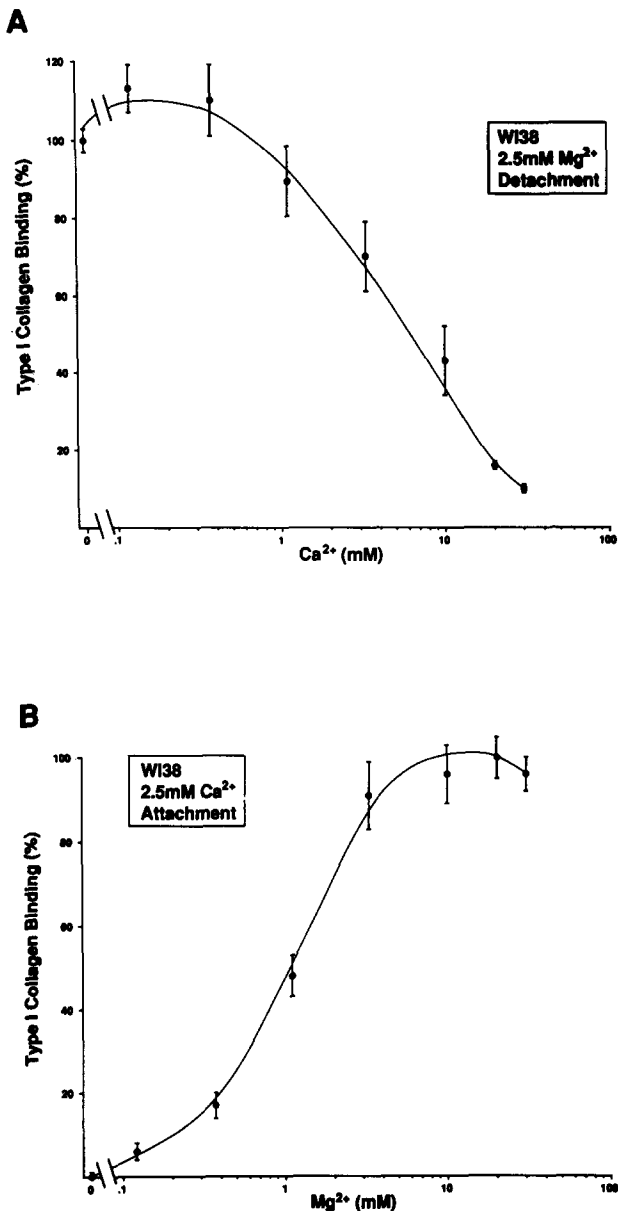 A
120
100
80
60
40
20
Type I Collagen Binding (%)
WI38
2.5mM Mg²⁺
Detachment
0 .1 1 10 100
Ca²⁺ (mM)
B
100
80
60
40
20
Type I Collagen Binding (%)
WI38
2.5mM Ca²⁺
Attachment
0 .1 1 10 100
Mg²⁺ (mM)